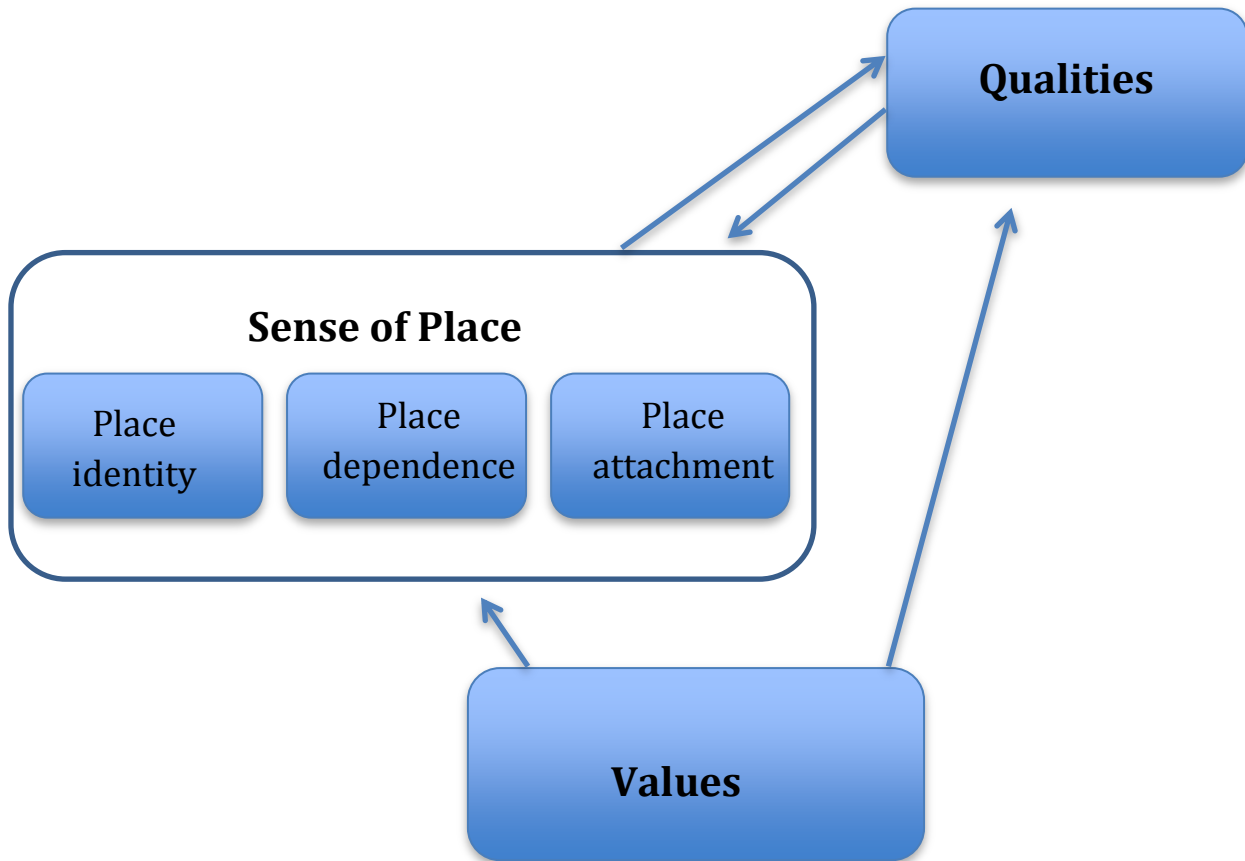 Qualities
Sense of Place
Place
identity
Place
dependence
Place
attachment
Values